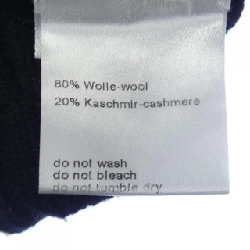 80% Wolle-wool
20% Kaschmir-cashmere
do not wash
do not bleach
do not tumble dry